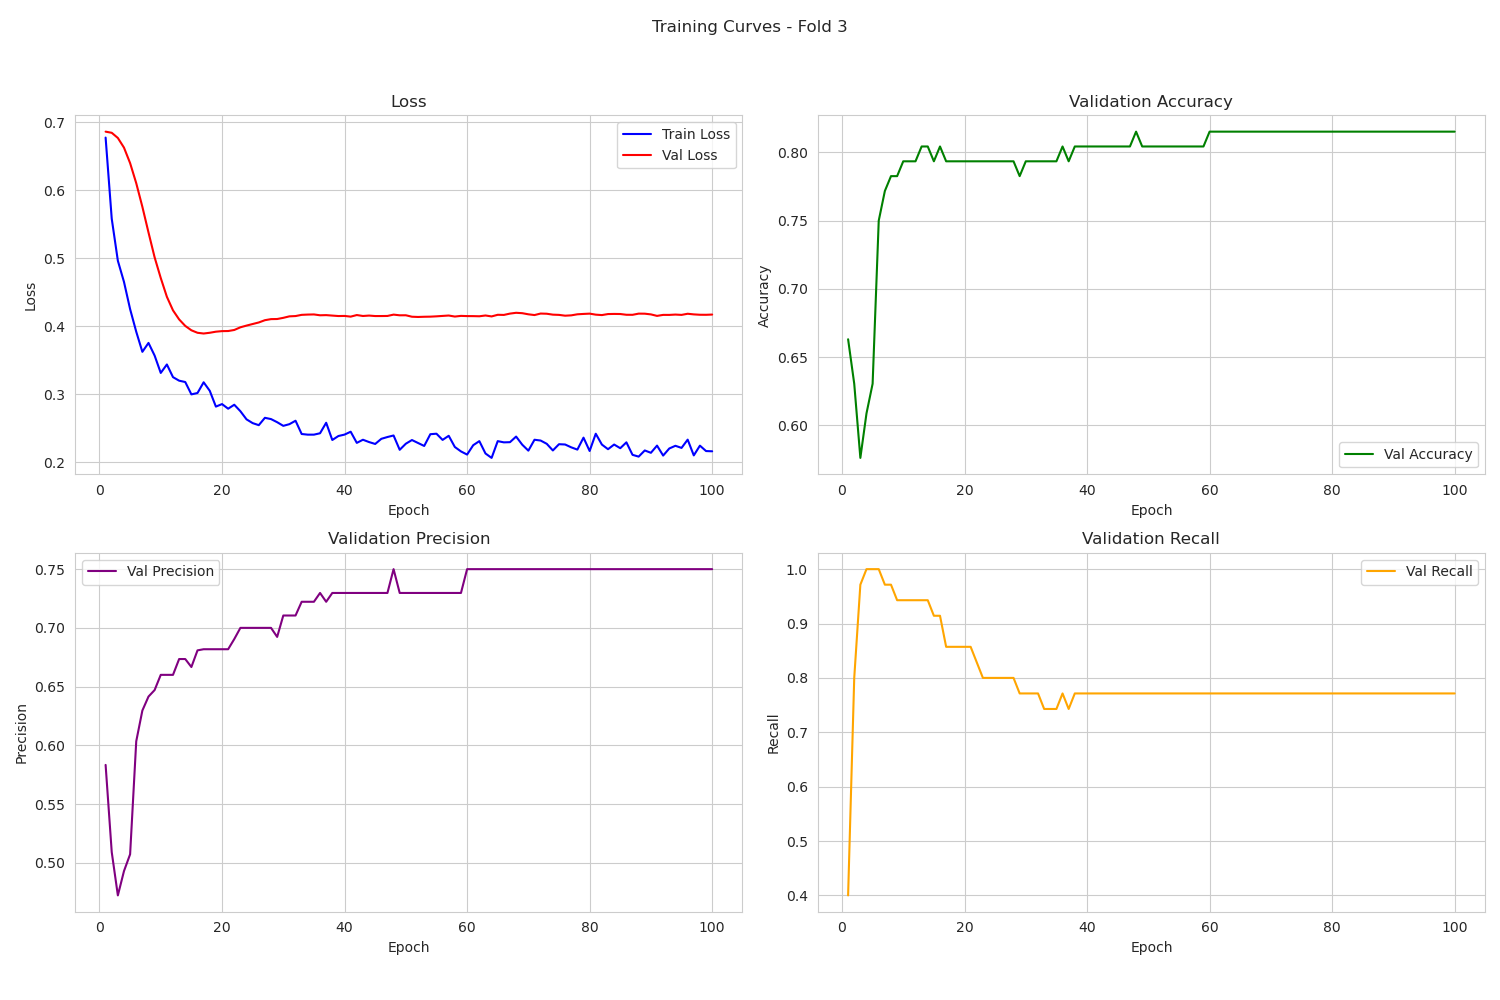 Training Curves - Fold 3
Loss
0.7
0.6
0.5
0.4
0.3
0.2
Loss
Train Loss
Val Loss
0 20 40 60 80 100
Epoch
Validation Accuracy
0.80
0.75
0.70
0.65
0.60
Accuracy
Val Accuracy
0 20 40 60 80 100
Epoch
Validation Precision
0.75
0.70
0.65
0.60
0.55
0.50
Precision
Val Precision
0 20 40 60 80 100
Epoch
Validation Recall
1.0
0.9
0.8
0.7
0.6
0.5
0.4
Recall
Val Recall
0 20 40 60 80 100
Epoch